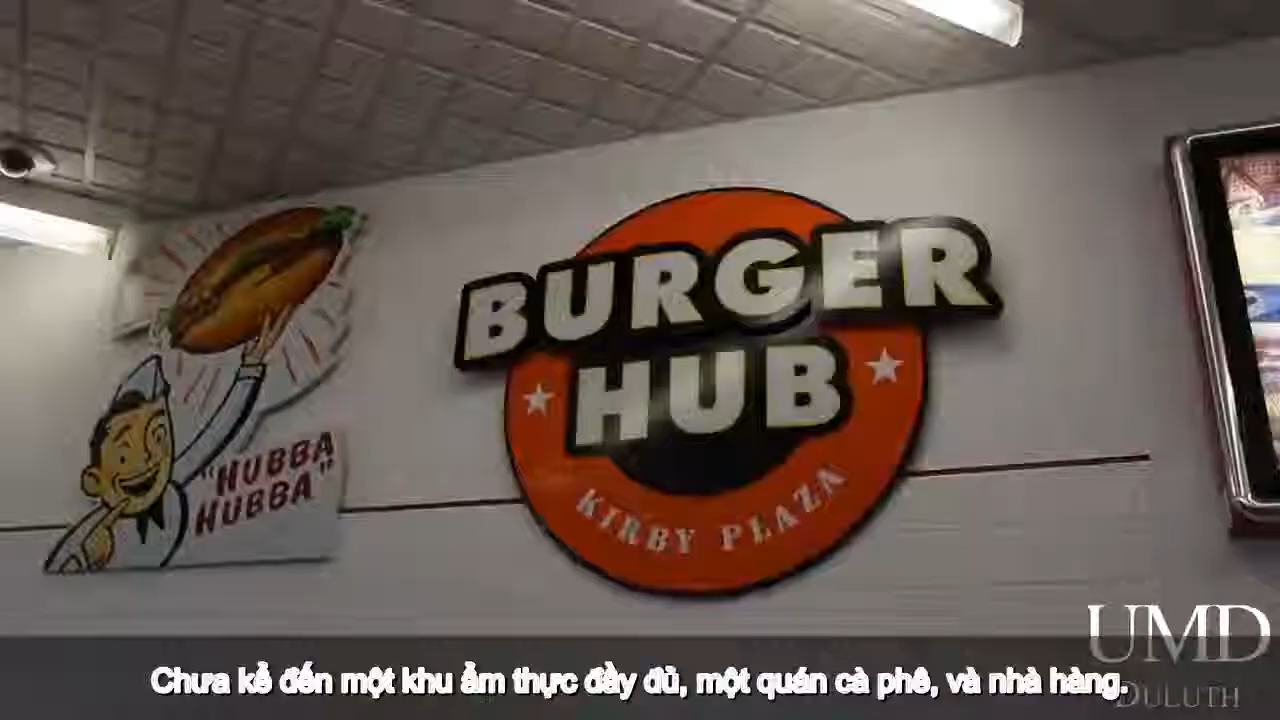 BURGER
HUB
KIRBY PLAZA
"HUBBA
HUBBA"
UMD
DULUTH
Chưa kể đến một khu ẩm thực đầy đủ, một quán cà phê, và nhà hàng.